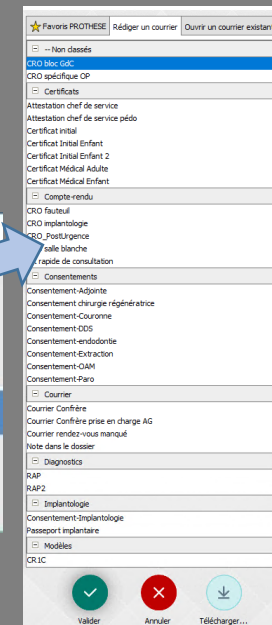 Favoris PROTHESE Rédiger un courrier Ouvrir un courrier existant
-- Non classés
CRO bloc GdC
CRO spécifique OP
Certificats
Attestation chef de service
Attestation chef de service pédo
Certificat initial
Certificat Initial Enfant
Certificat Initial Enfant 2
Certificat Médical Adulte
Certificat Médical Enfant
Compte-rendu
CRO fauteuil
CRO implantologie
CRO_PostUrgence
salle blanche
rapide de consultation
Consentements
Consentement-Adjointe
Consentement chirurgie régénératrice
Consentement-Couronne
Consentement-DDS
Consentement-endodontie
Consentement-Extraction
Consentement-OAM
Consentement-Paro
Courrier
Courrier Confrère
Courrier Confrère prise en charge AG
Courrier rendez-vous manqué
Note dans le dossier
Diagnostics
RAP
RAP2
Implantologie
Consentement-Implantologie
Passeport implantaire
Modèles
CR1C
Valider Annuler Télécharger...